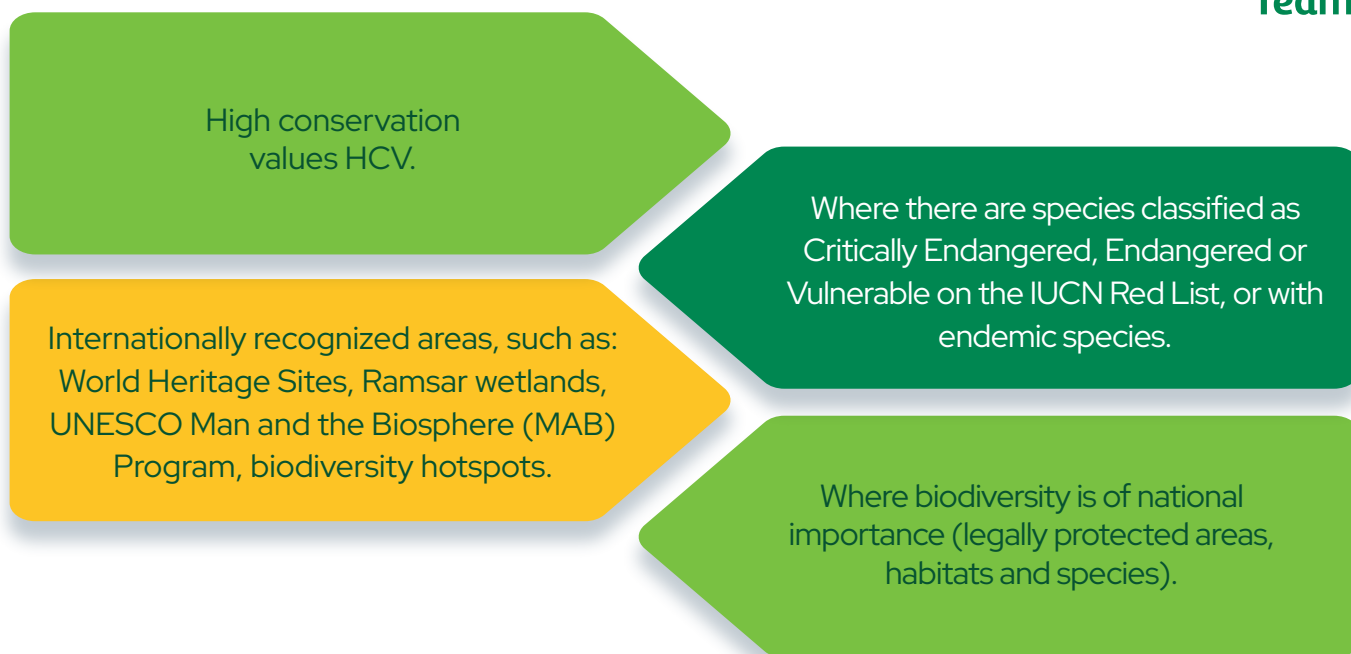 High conservation
values HCV.
Where there are species classified as
Critically Endangered, Endangered or
Vulnerable on the IUCN Red List, or with
endemic species.
Internationally recognized areas, such as:
World Heritage Sites, Ramsar wetlands,
UNESCO Man and the Biosphere (MAB)
Program, biodiversity hotspots.
Where biodiversity is of national
importance (legally protected areas,
habitats and species).